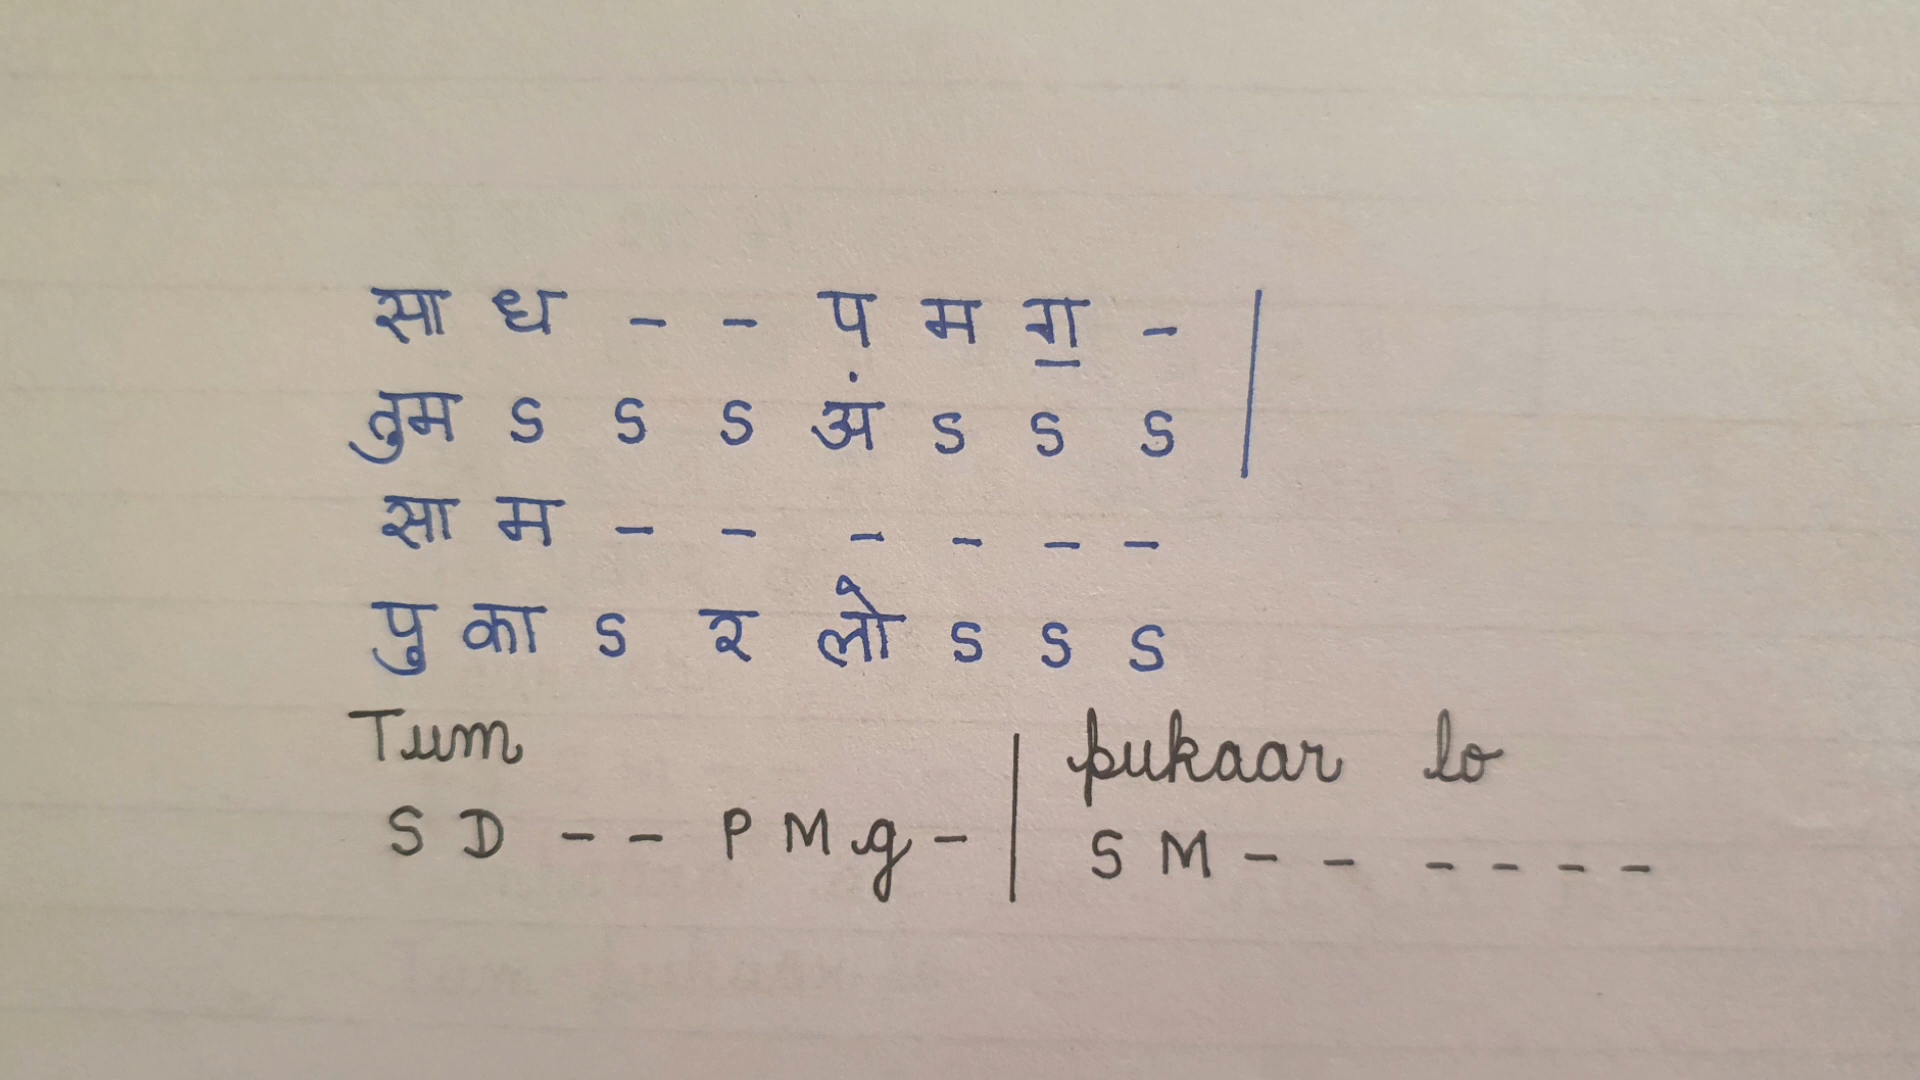 सा ध - - प म ग॒ - |
तुम ऽ ऽ ऽ अं ऽ ऽ ऽ |
सा म - - - - - -
पु का ऽ र लो ऽ ऽ ऽ
Tum | pukaar lo
S D - - P M g - | S M - - - - - -